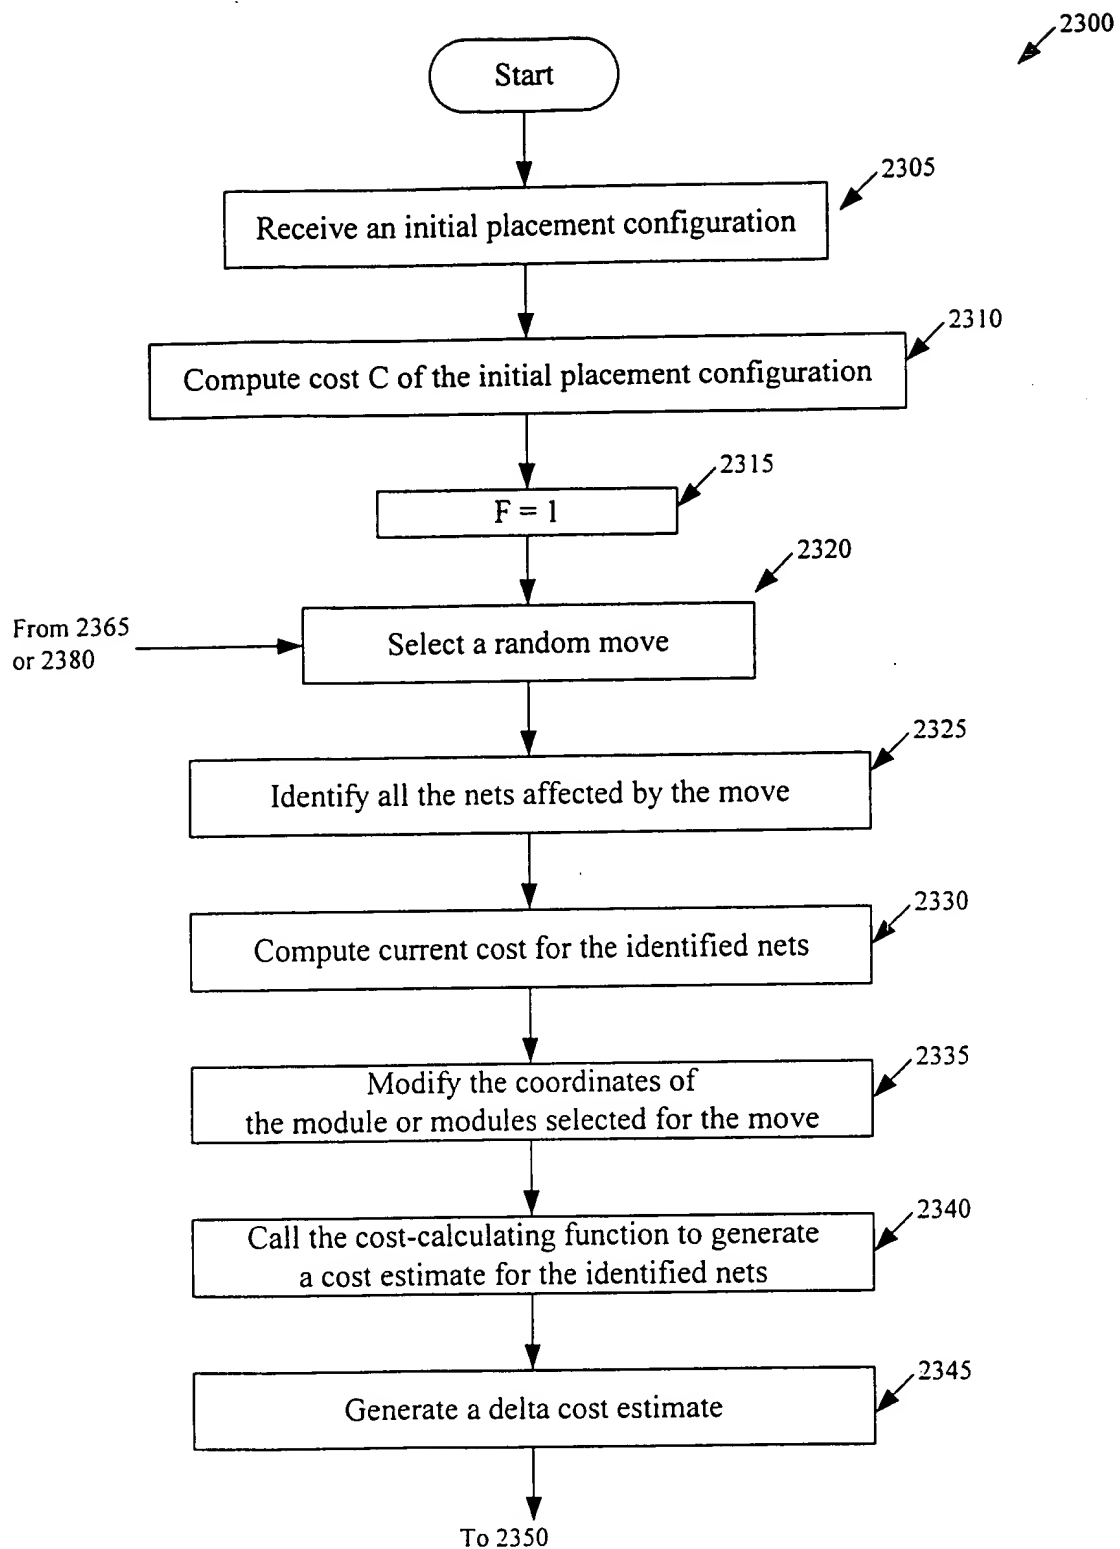 2300
Start
2305
Receive an initial placement configuration
2310
Compute cost C of the initial placement configuration
2315
F = 1
2320
From 2365
or 2380
Select a random move
2325
Identify all the nets affected by the move
2330
Compute current cost for the identified nets
2335
Modify the coordinates of
the module or modules selected for the move
2340
Call the cost-calculating function to generate
a cost estimate for the identified nets
2345
Generate a delta cost estimate
To 2350